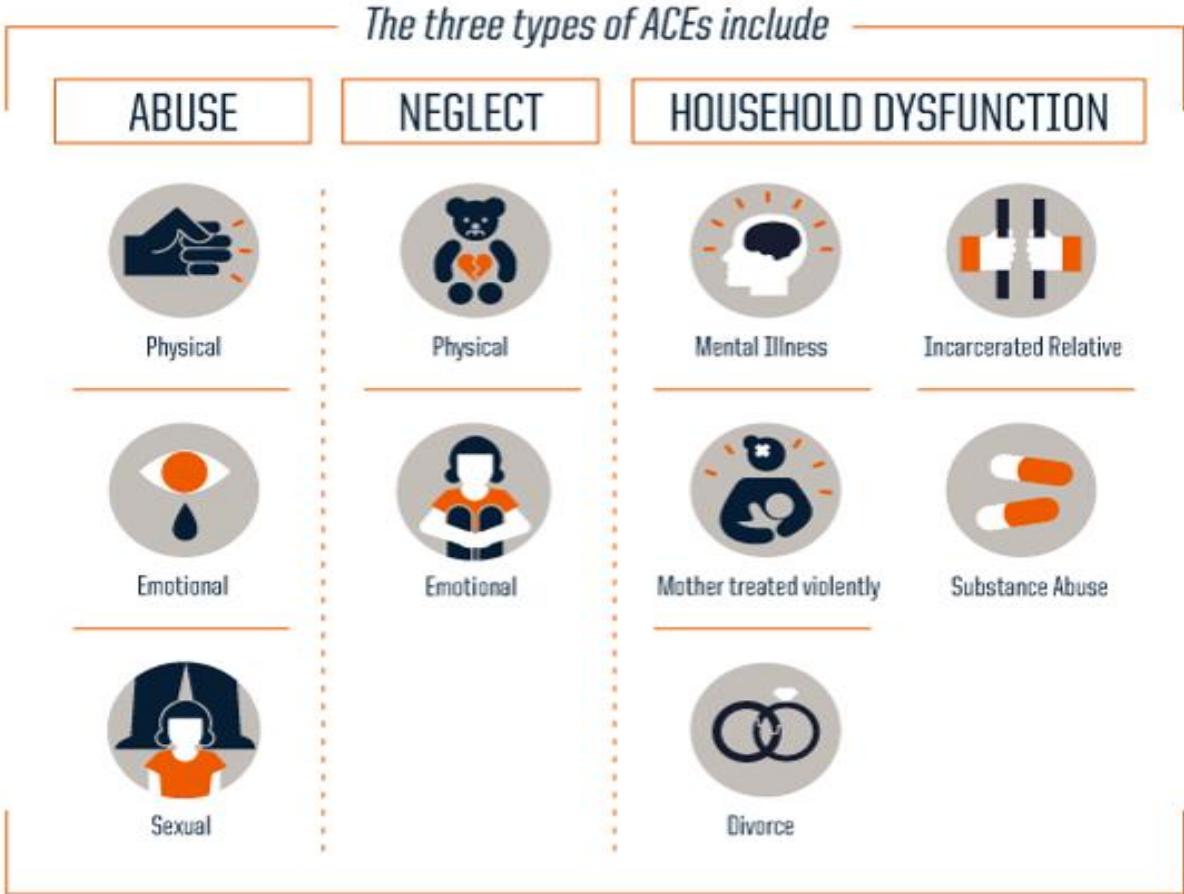 The three types of ACEs include
ABUSE
Physical
Emotional
Sexual
NEGLECT
Physical
Emotional
HOUSEHOLD DYSFUNCTION
Mental Illness
Incarcerated Relative
Mother treated violently
Substance Abuse
Divorce